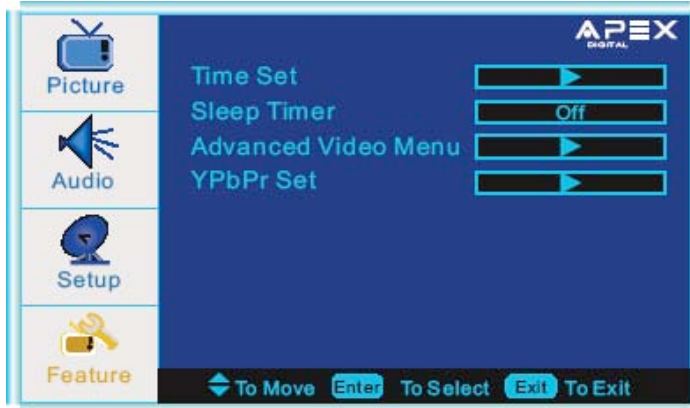 APEX
DIGITAL
Picture
Audio
Setup
Feature
Time Set
Sleep Timer Off
Advanced Video Menu
YPbPr Set
To Move Enter To Select Exit To Exit